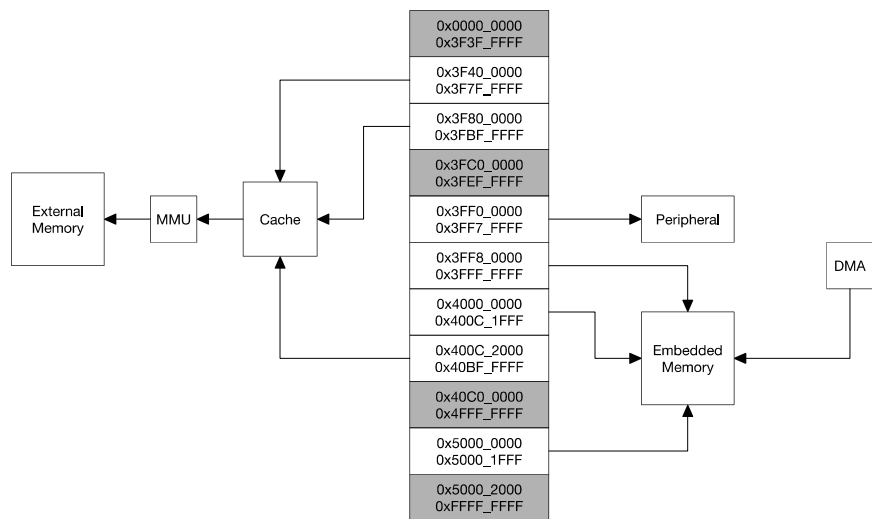 0x0000_0000
0x3F3F_FFFF
0x3F40_0000
0x3F7F_FFFF
0x3F80_0000
0x3FBF_FFFF
0x3FC0_0000
0x3FEF_FFFF
External
Memory
MMU
Cache
0x3FF0_0000
0x3FF7_FFFF
Peripheral
0x3FF8_0000
0x3FFF_FFFF
DMA
0x4000_0000
0x400C_1FFF
0x400C_2000
0x40BF_FFFF
Embedded
Memory
0x40C0_0000
0x4FFF_FFFF
0x5000_0000
0x5000_1FFF
0x5000_2000
0xFFFF_FFFF